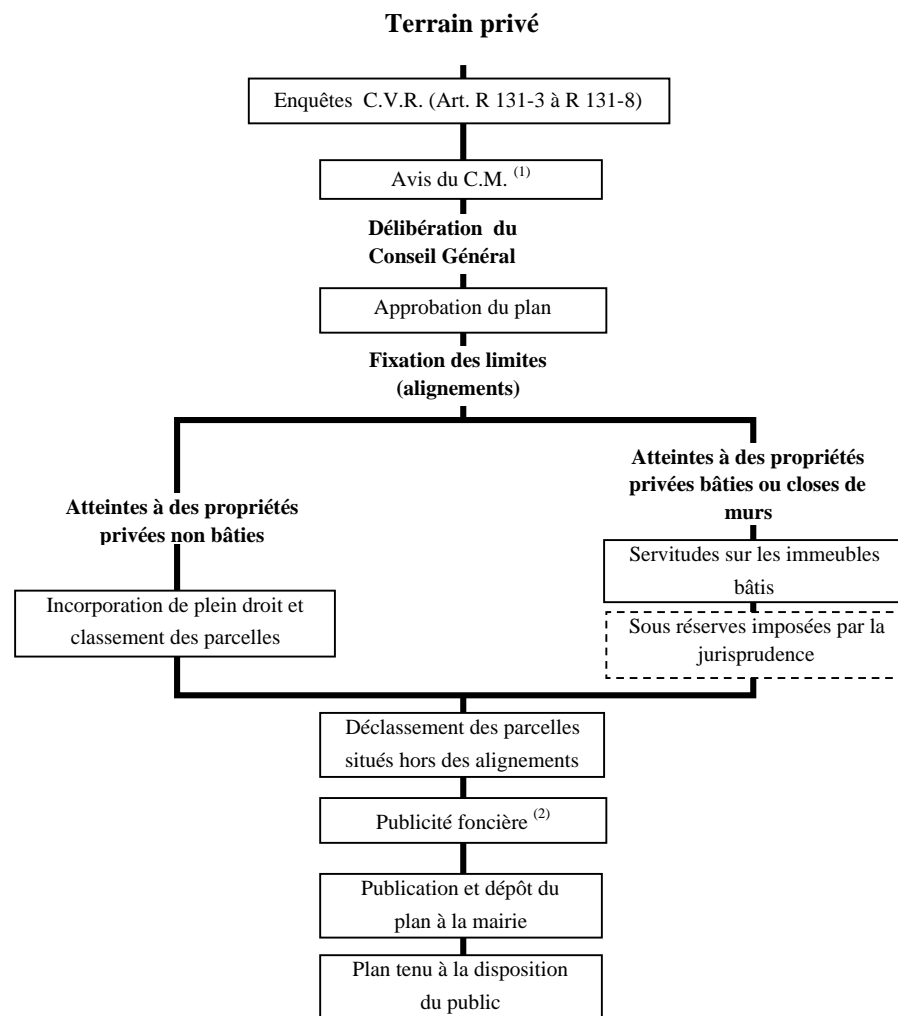 Terrain privé
Enquêtes C.V.R. (Art. R 131-3 à R 131-8)
Avis du C.M. (1)
Délibération du
Conseil Général
Approbation du plan
Fixation des limites
(alignements)
Atteintes à des propriétés
privées non bâties
Incorporation de plein droit et
classement des parcelles
Atteintes à des propriétés
privées bâties ou closes de
murs
Servitudes sur les immeubles
bâtis
Sous réserves imposées par la
jurisprudence
Déclassement des parcelles
situés hors des alignements
Publicité foncière (2)
Publication et dépôt du
plan à la mairie
Plan tenu à la disposition
du public